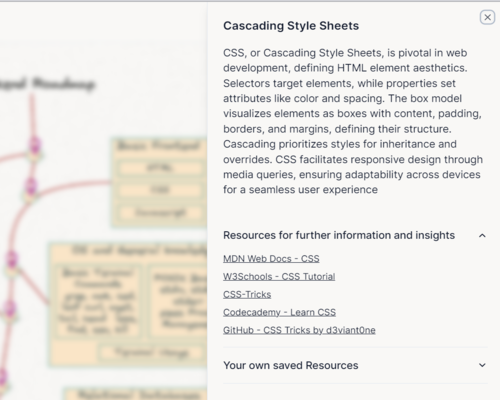 Cascading Style Sheets
CSS, or Cascading Style Sheets, is pivotal in web
development, defining HTML element aesthetics.
Selectors target elements, while properties set
attributes like color and spacing. The box model
visualizes elements as boxes with content, padding,
borders, and margins, defining their structure.
Cascading prioritizes styles for inheritance and
overrides. CSS facilitates responsive design through
media queries, ensuring adaptability across devices
for a seamless user experience
Resources for further information and insights
MDN Web Docs - CSS
W3Schools - CSS Tutorial
CSS-Tricks
Codecademy - Learn CSS
GitHub - CSS Tricks by d3viant0ne
Your own saved Resources
HTML
CSS
Javascript